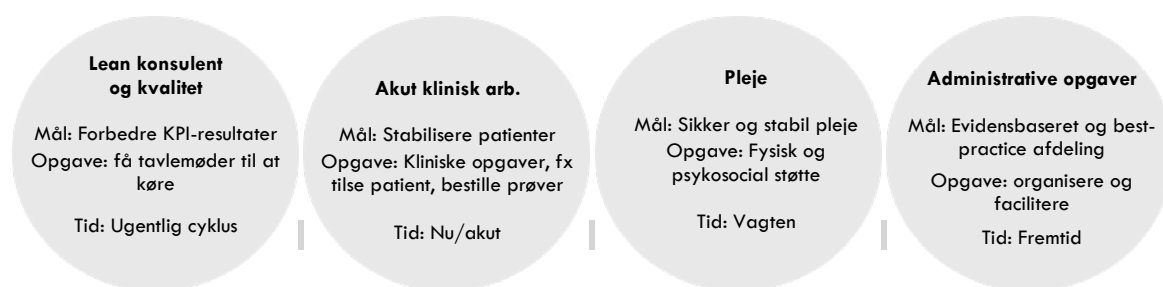 Lean konsulent
og kvalitet
Mål: Forbedre KPI-resultater
Opgave: få tavlemøder til at
køre
Tid: Ugentlig cyklus
Akut klinisk arb.
Mål: Stabilisere patienter
Opgave: Kliniske opgaver, fx
tilse patient, bestille prøver
Tid: Nu/akut
Pleje
Mål: Sikker og stabil pleje
Opgave: Fysisk og
psykosocial støtte
Tid: Vagten
Administrative opgaver
Mål: Evidensbaseret og best-
practice afdeling
Opgave: organisere og
facilitere
Tid: Fremtid